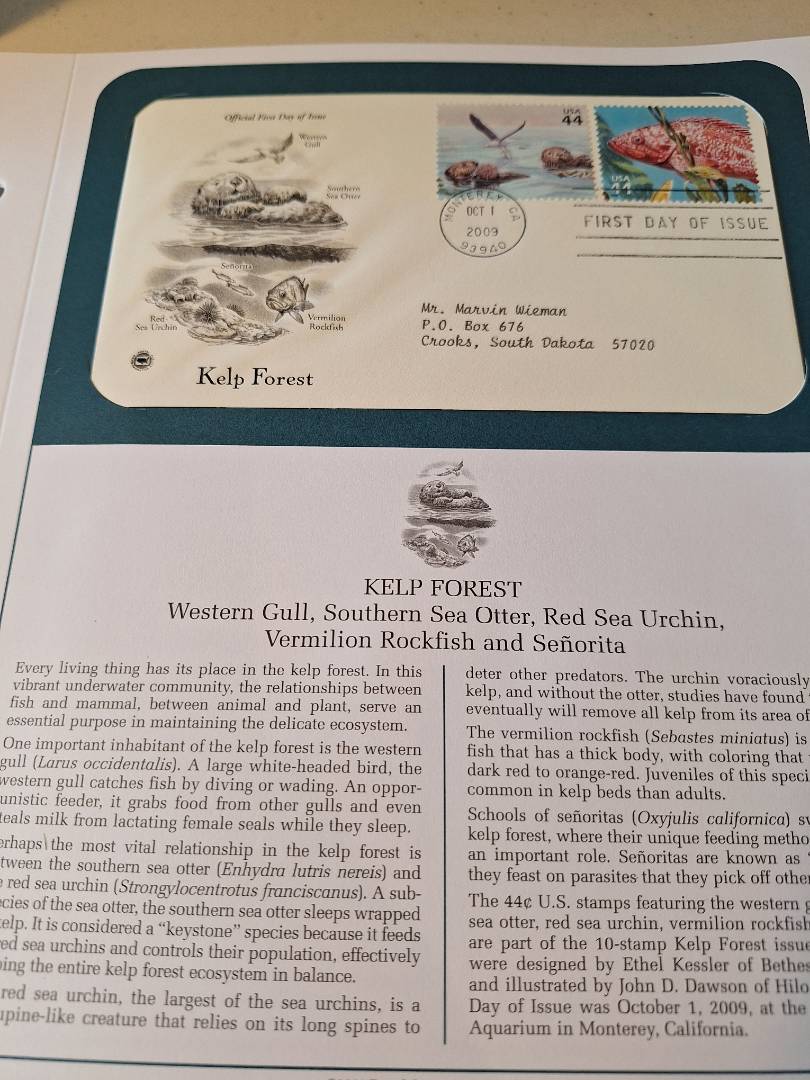 Official First Day of Issue
Western
Gull
Southern
Sea Otter
Señorita
Red
Sea Urchin
Vermilion
Rockfish
Kelp Forest
USA
44
USA
44
MONTEREY, CA
OCT 1
2009
93940
FIRST DAY OF ISSUE
Mr. Marvin Wieman
P.O. Box 676
Crooks, South Dakota 57020
KELP FOREST
Western Gull, Southern Sea Otter, Red Sea Urchin,
Vermilion Rockfish and Señorita
Every living thing has its place in the kelp forest. In this
vibrant underwater community, the relationships between
fish and mammal, between animal and plant, serve an
essential purpose in maintaining the delicate ecosystem.
One important inhabitant of the kelp forest is the western
gull (Larus occidentalis). A large white-headed bird, the
western gull catches fish by diving or wading. An oppor-
unistic feeder, it grabs food from other gulls and even
teals milk from lactating female seals while they sleep.
erhaps the most vital relationship in the kelp forest is
tween the southern sea otter (Enhydra lutris nereis) and
red sea urchin (Strongylocentrotus franciscanus). A sub-
cies of the sea otter, the southern sea otter sleeps wrapped
elp. It is considered a “keystone” species because it feeds
ed sea urchins and controls their population, effectively
ing the entire kelp forest ecosystem in balance.
red sea urchin, the largest of the sea urchins, is a
upine-like creature that relies on its long spines to
deter other predators. The urchin voraciously
kelp, and without the otter, studies have found
eventually will remove all kelp from its area of
The vermilion rockfish (Sebastes miniatus) is
fish that has a thick body, with coloring that
dark red to orange-red. Juveniles of this speci
common in kelp beds than adults.
Schools of señoritas (Oxyjulis californica) sw
kelp forest, where their unique feeding metho
an important role. Señoritas are known as
they feast on parasites that they pick off other
The 44¢ U.S. stamps featuring the western g
sea otter, red sea urchin, vermilion rockfish
are part of the 10-stamp Kelp Forest issue
were designed by Ethel Kessler of Bethes
and illustrated by John D. Dawson of Hilo
Day of Issue was October 1, 2009, at the
Aquarium in Monterey, California.